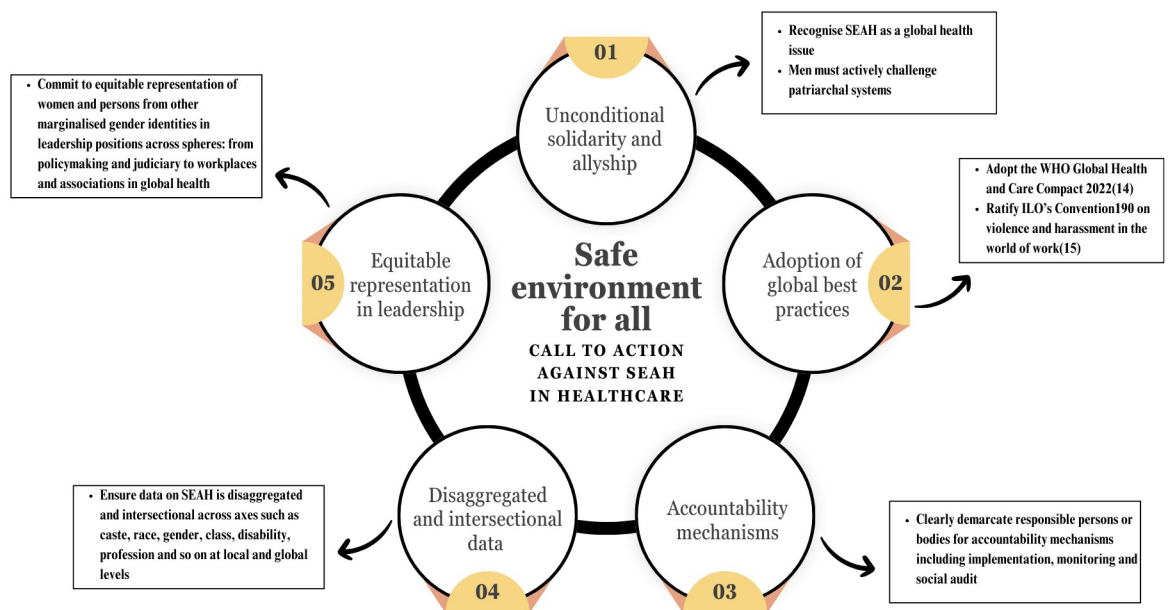 Safe
environment
for all
CALL TO ACTION
AGAINST SEAH
IN HEALTHCARE
01
Unconditional
solidarity and
allyship
• Recognise SEAH as a global health
issue
• Men must actively challenge
patriarchal systems
02
Adoption of
global best
practices
• Adopt the WHO Global Health
and Care Compact 2022(14)
• Ratify ILO's Convention190 on
violence and harassment in the
world of work(15)
03
Accountability
mechanisms
• Clearly demarcate responsible persons or
bodies for accountability mechanisms
including implementation, monitoring and
social audit
04
Disaggregated
and intersectional
data
• Ensure data on SEAH is disaggregated
and intersectional across axes such as
caste, race, gender, class, disability,
profession and so on at local and global
levels
05
Equitable
representation
in leadership
• Commit to equitable representation of
women and persons from other
marginalised gender identities in
leadership positions across spheres: from
policymaking and judiciary to workplaces
and associations in global health